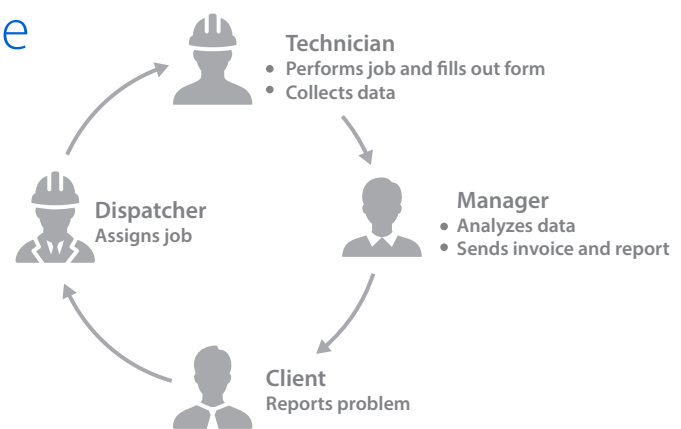 e
Technician
• Performs job and fills out form
• Collects data
Manager
• Analyzes data
• Sends invoice and report
Dispatcher
Assigns job
Client
Reports problem